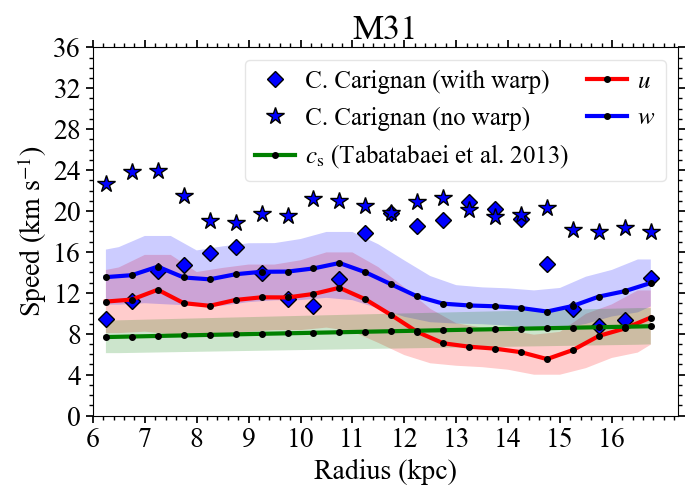 M31
36
32
28
24
20
16
12
8
4
0
Speed (km s⁻¹)
C. Carignan (with warp)
C. Carignan (no warp)
cₛ (Tabatabaei et al. 2013)
u
w
6 7 8 9 10 11 12 13 14 15 16
Radius (kpc)